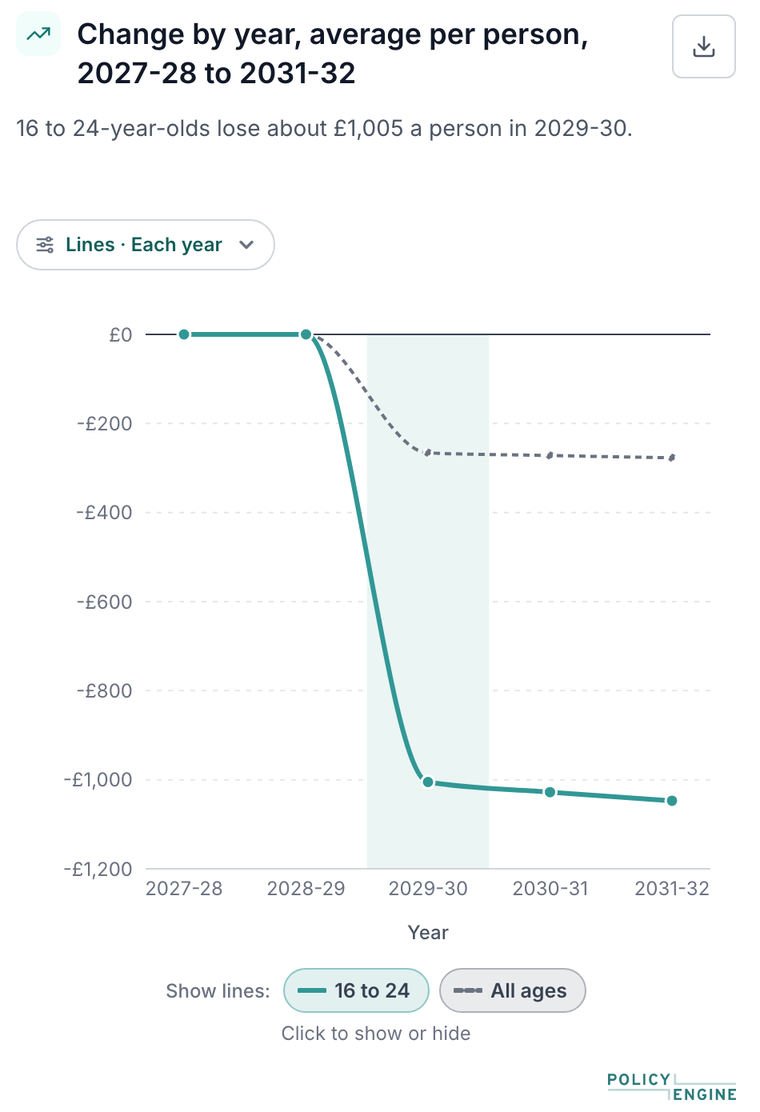 Change by year, average per person,
2027-28 to 2031-32
16 to 24-year-olds lose about £1,005 a person in 2029-30.
Lines · Each year
£0
-£200
-£400
-£600
-£800
-£1,000
-£1,200
2027-28 2028-29 2029-30 2030-31 2031-32
Year
Show lines: 16 to 24 All ages
Click to show or hide
POLICY
ENGINE